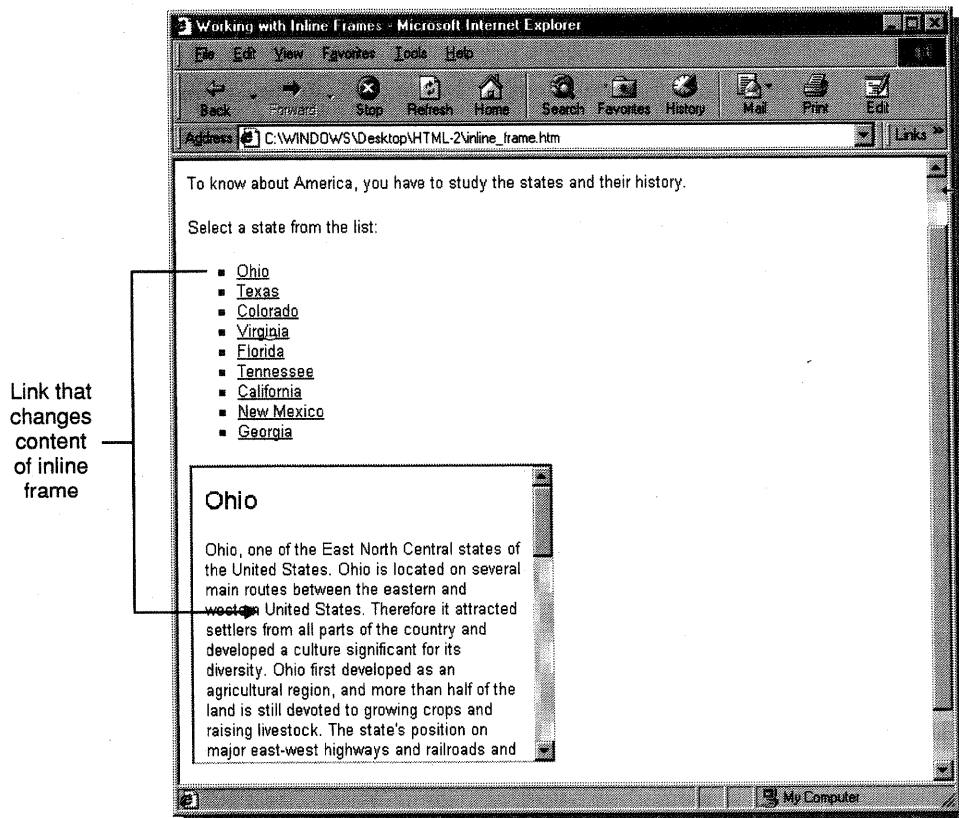 Working with Inline Frames - Microsoft Internet Explorer
File Edit View Favorites Tools Help
Back Forward Stop Refresh Home Search Favorites History Mail Print Edit
Address C:\WINDOWS\Desktop\HTML-2\inline_frame.htm Links »
To know about America, you have to study the states and their history.
Select a state from the list:
Ohio
Texas
Colorado
Virginia
Florida
Tennessee
California
New Mexico
Georgia
Link that
changes
content
of inline
frame
Ohio
Ohio, one of the East North Central states of
the United States. Ohio is located on several
main routes between the eastern and
western United States. Therefore it attracted
settlers from all parts of the country and
developed a culture significant for its
diversity. Ohio first developed as an
agricultural region, and more than half of the
land is still devoted to growing crops and
raising livestock. The state's position on
major east-west highways and railroads and
My Computer